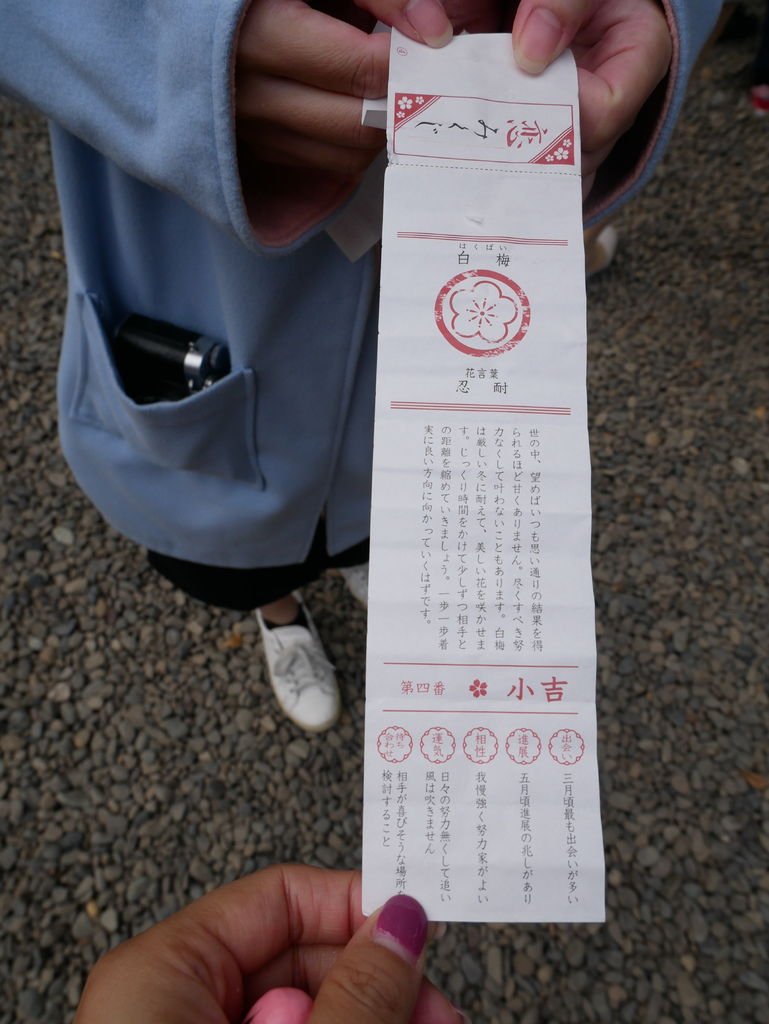 恋みくじ
はくばい
白梅
花言葉
忍耐
世の中、望めばいつも思い通りの結果を得
られるほど甘くありません。尽くすべき努
力なくして叶わないこともあります。白梅
は厳しい冬に耐えて、美しい花を咲かせま
す。じっくり時間をかけて少しずつ相手と
の距離を縮めていきましょう。一歩一歩着
実に良い方向に向かっていくはずです。
第四番 小吉
出会い
三月頃最も出会いが多い
進展
五月頃進展の兆しがあり
相性
我慢強く努力家がよい
運気
日々の努力無くして追い
風は吹きません
待ち
合わせ
相手が喜びそうな場所を
検討すること